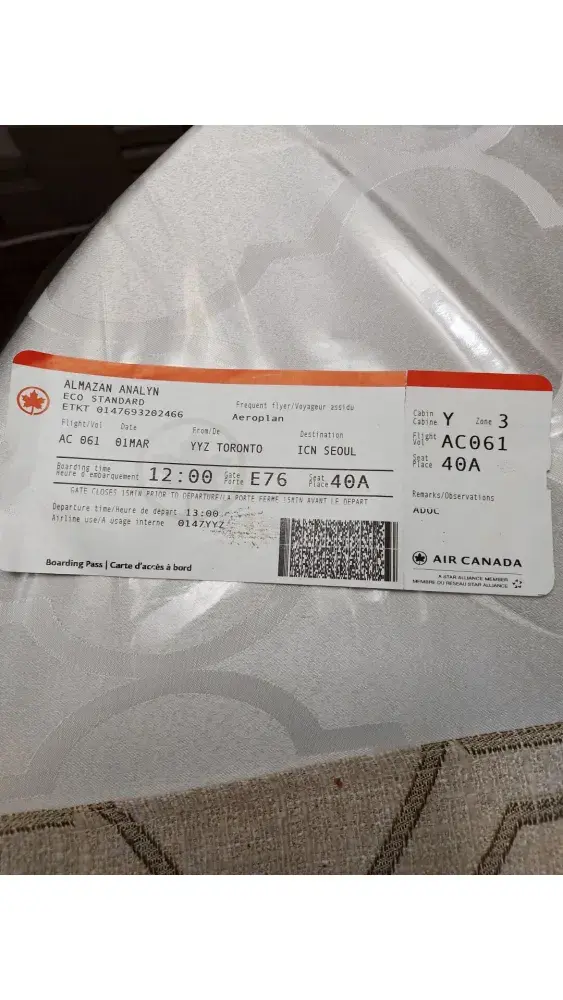 ALMAZAN ANALYN
ECO STANDARD
ETKT 0147693202466
Frequent flyer/Voyageur assidu
Aeroplan
Flight/Vol Date From/De Destination
AC 061 01MAR YYZ TORONTO ICN SEOUL
Boarding time
Heure d'embarquement 12:00 Gate
Porte E76 Seat
Place 40A
GATE CLOSES 15MIN PRIOR TO DEPARTURE/LA PORTE FERME 15MIN AVANT LE DEPART
Departure time/Heure de départ 13:00
Airline use/A usage interne 0147YYZ
Boarding Pass | Carte d'accès à bord
Cabin
Cabine Y Zone 3
Flight
Vol AC061
Seat
Place 40A
Remarks/Observations
ADOC
AIR CANADA
A STAR ALLIANCE MEMBER
MEMBRE DU RÉSEAU STAR ALLIANCE